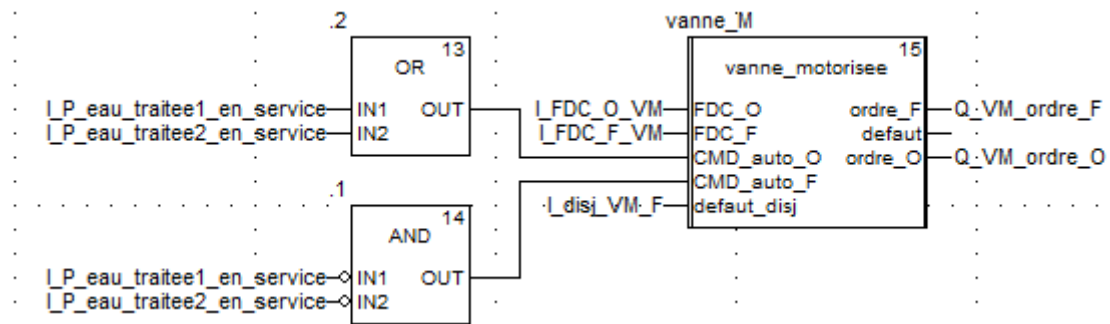 .2
13
OR
I_P_eau_traitee1_en_service IN1 OUT
I_P_eau_traitee2_en_service IN2
.1
14
AND
I_P_eau_traitee1_en_service IN1 OUT
I_P_eau_traitee2_en_service IN2
vanne_M
15
vanne_motorisee
I_FDC_O_VM FDC_O ordre_F Q_VM_ordre_F
I_FDC_F_VM FDC_F defaut
CMD_auto_O ordre_O Q_VM_ordre_O
CMD_auto_F
I_disj_VM_F defaut_disj